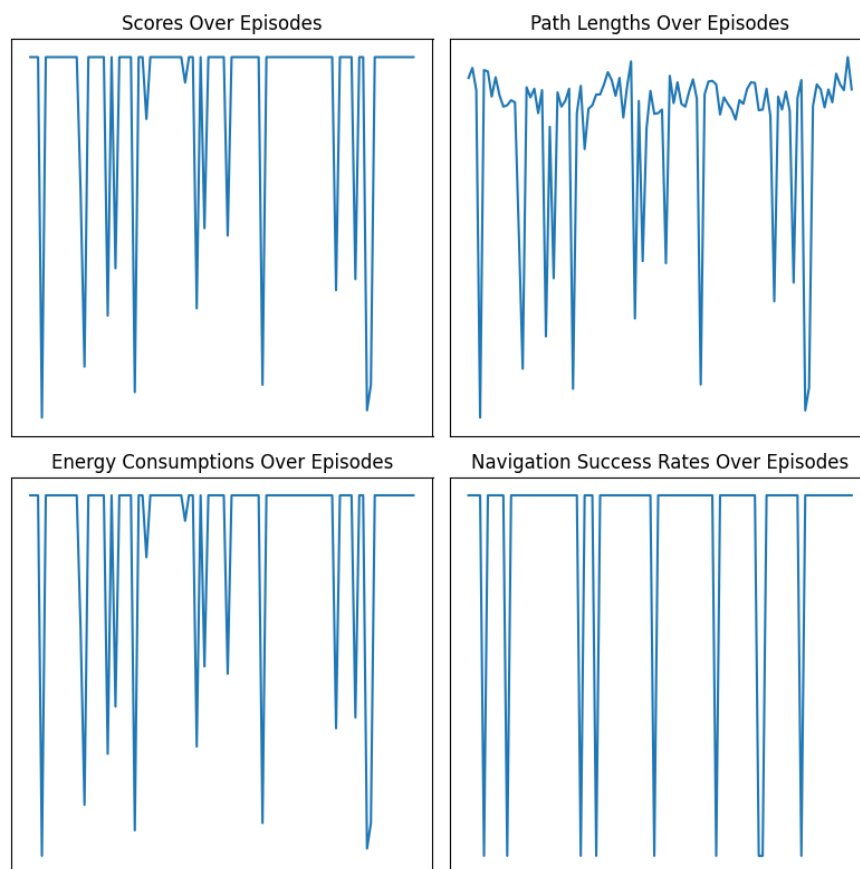 Scores Over Episodes
Path Lengths Over Episodes
Energy Consumptions Over Episodes
Navigation Success Rates Over Episodes